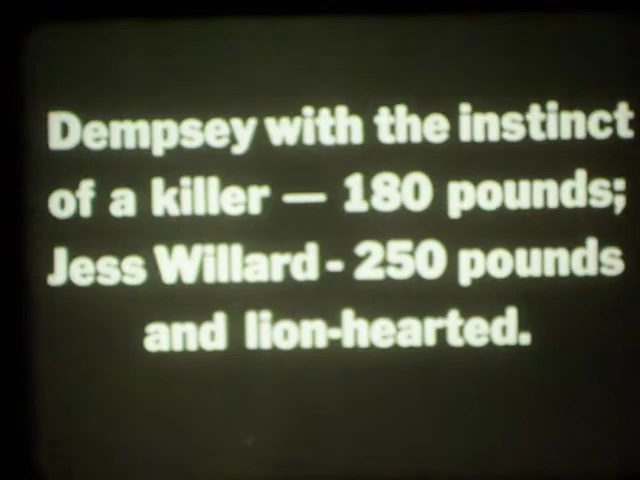 Dempsey with the instinct
of a killer — 180 pounds;
Jess Willard - 250 pounds
and lion-hearted.